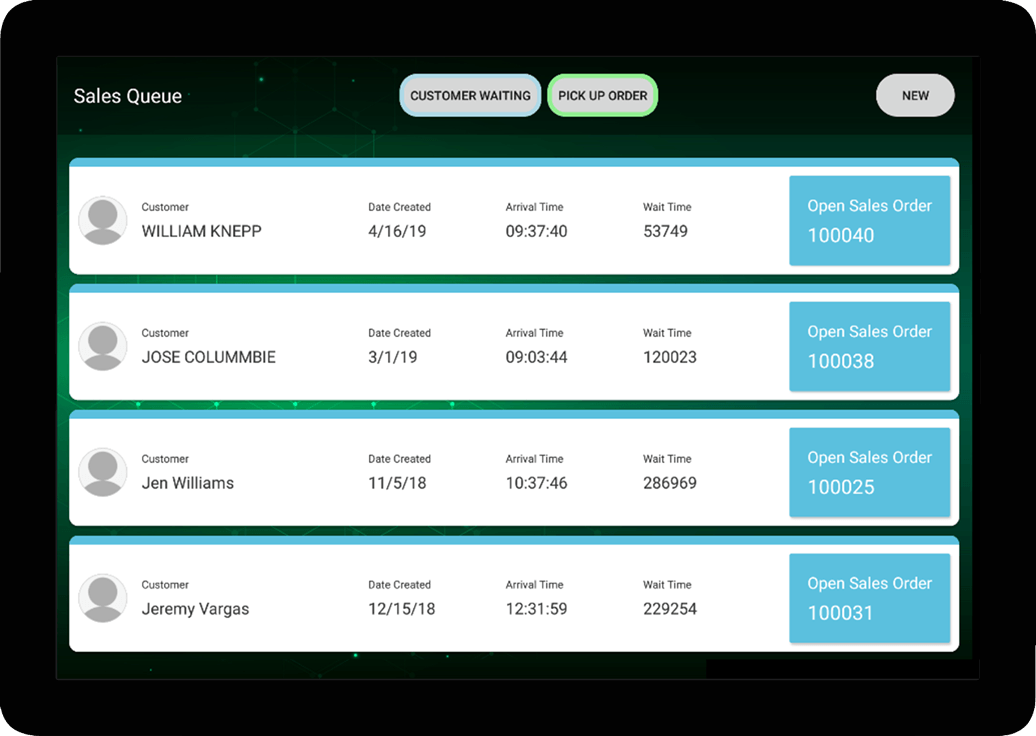 Sales Queue
CUSTOMER WAITING
PICK UP ORDER
NEW
Customer Date Created Arrival Time Wait Time Open Sales Order
WILLIAM KNEPP 4/16/19 09:37:40 53749 100040
Customer Date Created Arrival Time Wait Time Open Sales Order
JOSE COLUMMBIE 3/1/19 09:03:44 120023 100038
Customer Date Created Arrival Time Wait Time Open Sales Order
Jen Williams 11/5/18 10:37:46 286969 100025
Customer Date Created Arrival Time Wait Time Open Sales Order
Jeremy Vargas 12/15/18 12:31:59 229254 100031